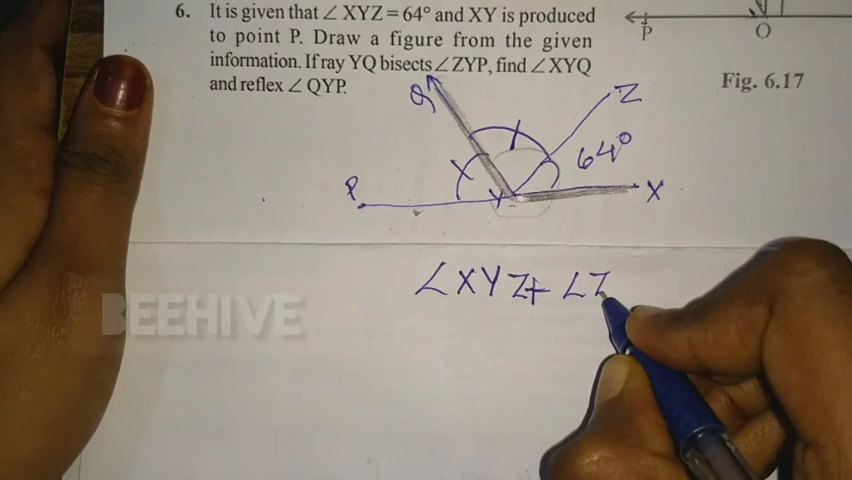 6. It is given that ∠ XYZ = 64° and XY is produced
to point P. Draw a figure from the given
information. If ray YQ bisects ∠ ZYP, find ∠ XYQ
and reflex ∠ QYP.
P
O
Fig. 6.17
Q
Z
64°
P
Y
X
∠XYZ+ ∠Z
BEEHIVE